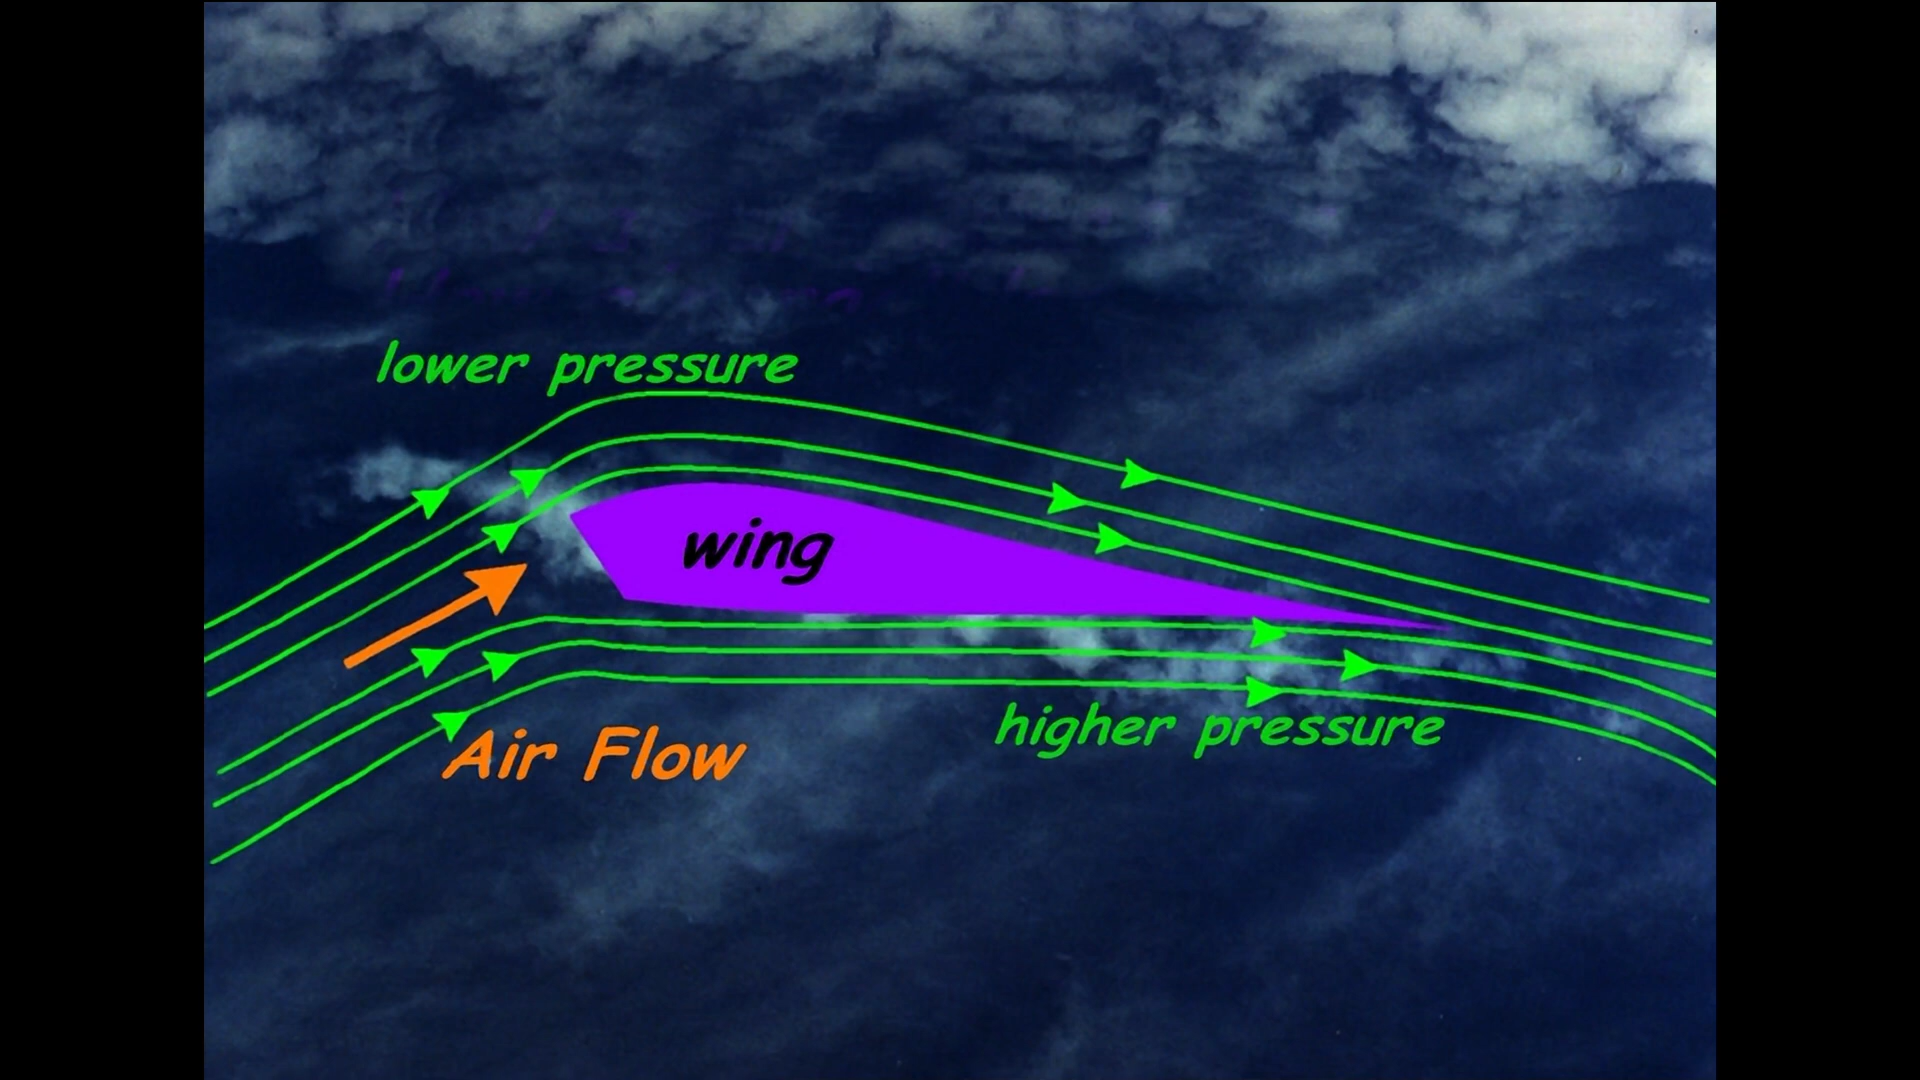 lower pressure
wing
higher pressure
Air Flow